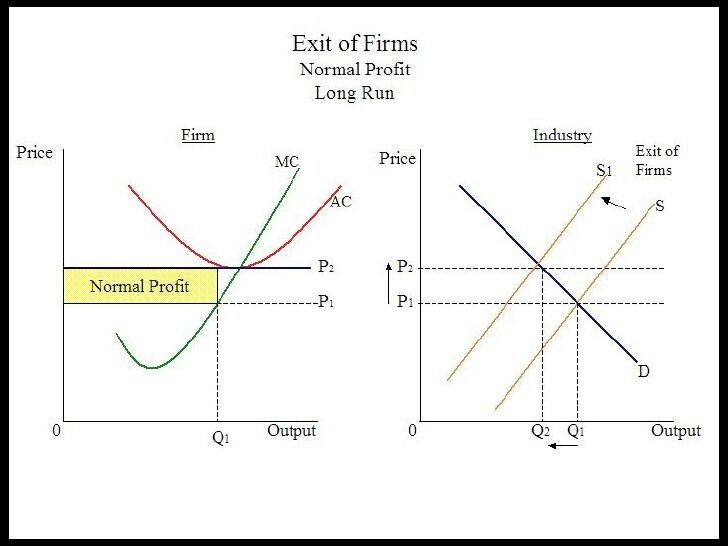 Exit of Firms
Normal Profit
Long Run
Firm
Price
MC
AC
P2
Normal Profit
P1
0
Q1
Output
Industry
Price
Exit of
Firms
S1
S
P2
P1
D
0
Q2
Q1
Output